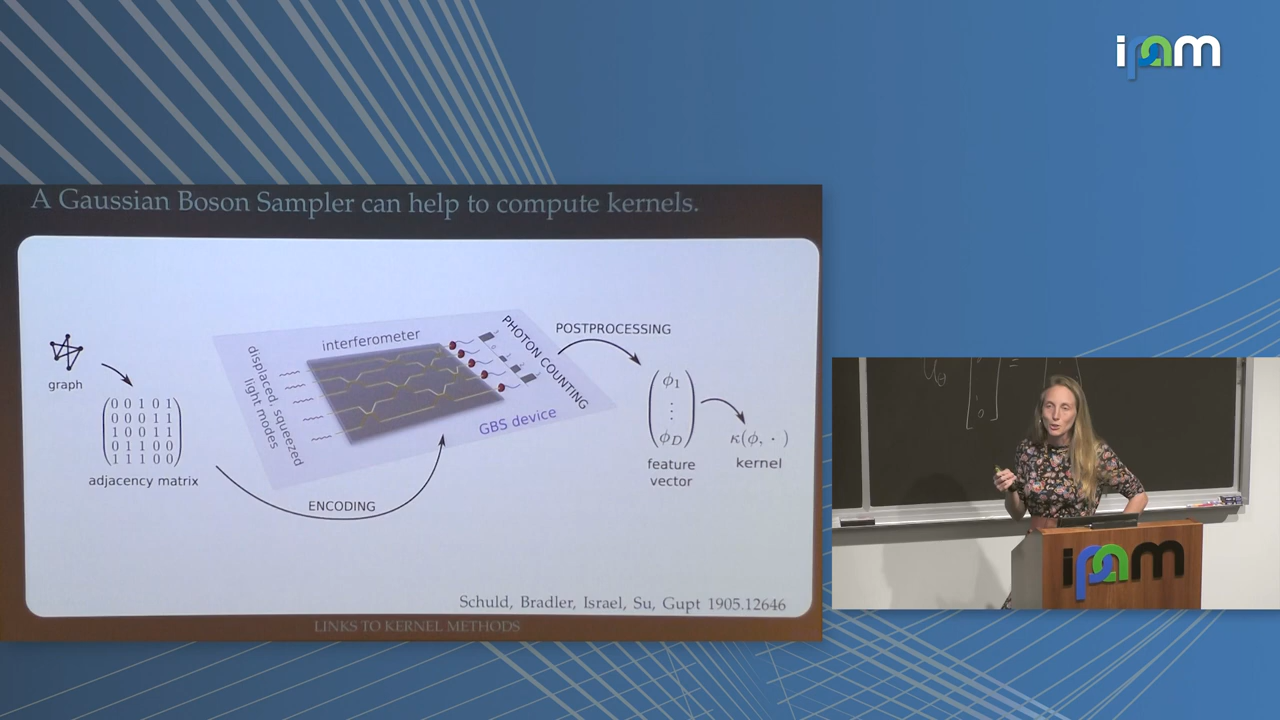 ipam
A Gaussian Boson Sampler can help to compute kernels.
graph
0 0 1 0 1
0 0 0 1 1
1 0 0 1 1
0 1 1 0 0
1 1 1 0 0
adjacency matrix
ENCODING
displaced, squeezed
light modes
interferometer
PHOTON COUNTING
GBS device
POSTPROCESSING
ϕ1
⋮
ϕD
feature
vector
κ(ϕ, · )
kernel
Schuld, Bradler, Israel, Su, Gupt 1905.12646
LINKS TO KERNEL METHODS
Uθ
=
ipam